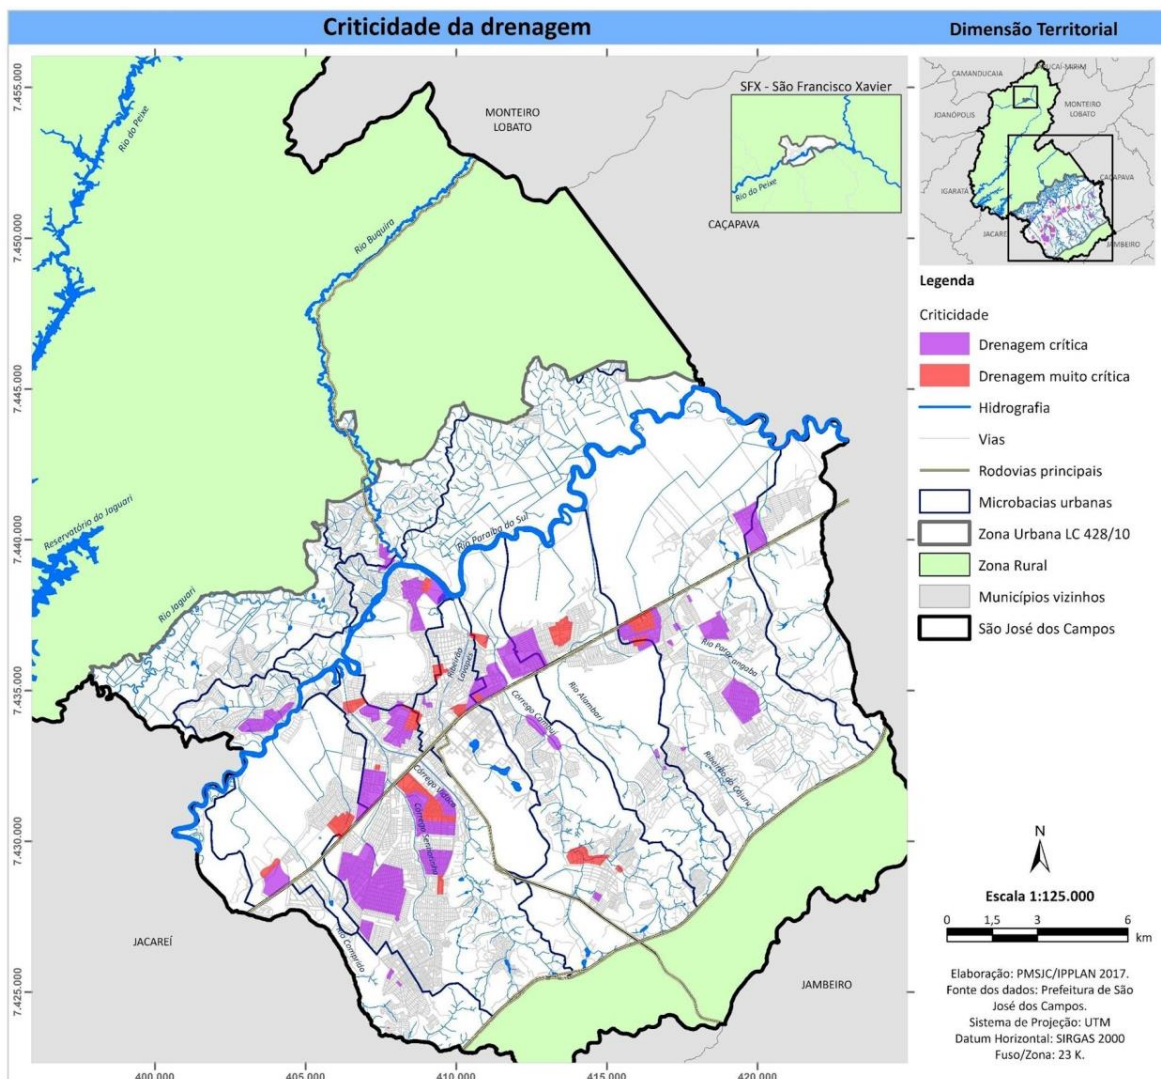 Criticidade da drenagem
Dimensão Territorial
7.455.000
7.450.000
7.445.000
7.440.000
7.435.000
7.430.000
7.425.000
400.000
405.000
410.000
415.000
420.000
MONTEIRO
LOBATO
SFX - São Francisco Xavier
Rio do Peixe
CAÇAPAVA
Rio do Peixe
Rio Buquira
Reservatório do Jaguari
Rio Jaguari
Rio Paraíba do Sul
Ribeirão
Lavapés
Rio Pararangaba
Rio Alambari
Córrego Cambuí
Ribeirão do Cajuru
Córrego Vidoca
Córrego Senhorinha
Rio Comprido
JACAREÍ
JAMBEIRO
CAMANDUCAIA
JOANÓPOLIS
MONTEIRO
LOBATO
CAÇAPAVA
IGARATÁ
JACAREÍ
JAMBEIRO
Legenda
Criticidade
Drenagem crítica
Drenagem muito crítica
Hidrografia
Vias
Rodovias principais
Microbacias urbanas
Zona Urbana LC 428/10
Zona Rural
Municípios vizinhos
São José dos Campos
N
Escala 1:125.000
0 1,5 3 6
km
Elaboração: PMSJC/IPPLAN 2017.
Fonte dos dados: Prefeitura de São
José dos Campos.
Sistema de Projeção: UTM
Datum Horizontal: SIRGAS 2000
Fuso/Zona: 23 K.